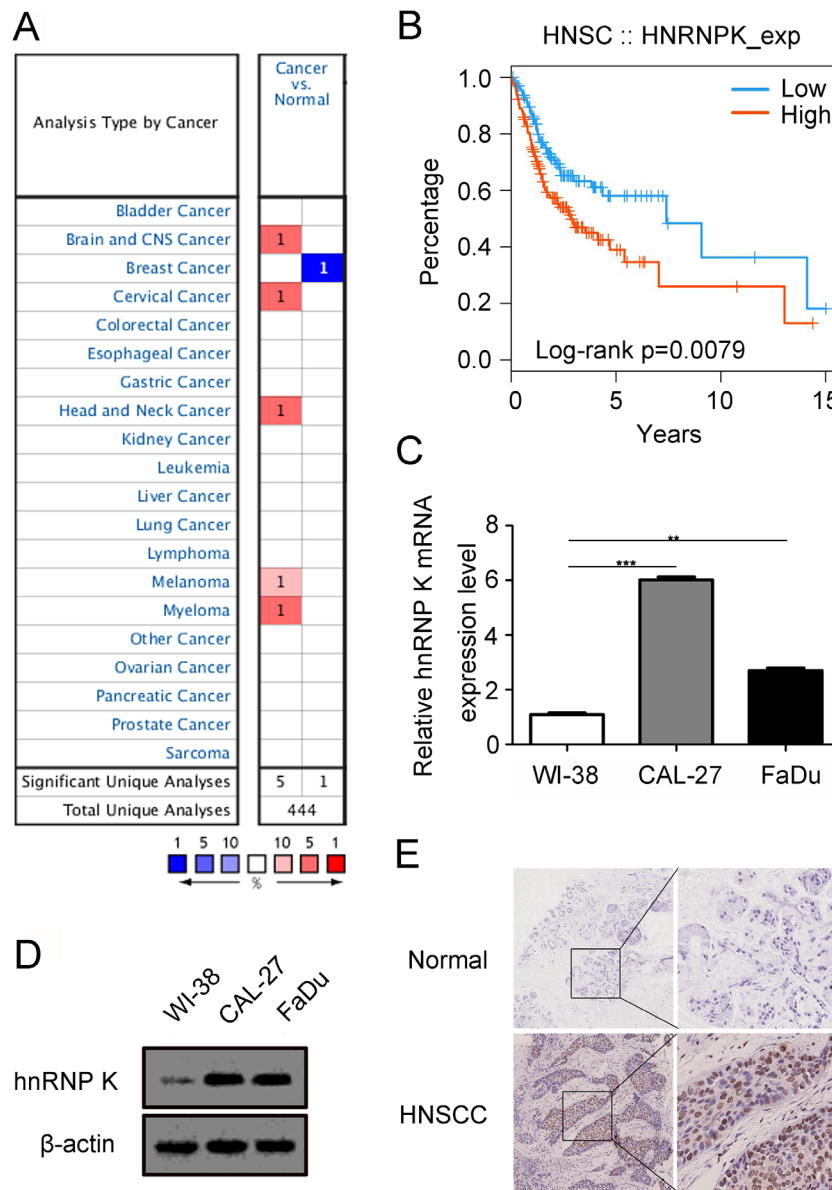 A
Analysis Type by Cancer
Cancer
vs.
Normal
Bladder Cancer
Brain and CNS Cancer 1
Breast Cancer 1
Cervical Cancer 1
Colorectal Cancer
Esophageal Cancer
Gastric Cancer
Head and Neck Cancer 1
Kidney Cancer
Leukemia
Liver Cancer
Lung Cancer
Lymphoma
Melanoma 1
Myeloma 1
Other Cancer
Ovarian Cancer
Pancreatic Cancer
Prostate Cancer
Sarcoma
Significant Unique Analyses 5 1
Total Unique Analyses 444
1 5 10 10 5 1
%
B
HNSC :: HNRNPK_exp
Low
High
Percentage
1.0
0.8
0.6
0.4
0.2
0.0
Log-rank p=0.0079
0 5 10 15
Years
C
Relative hnRNP K mRNA
expression level
8
6
4
2
0
**
***
WI-38 CAL-27 FaDu
D
WI-38 CAL-27 FaDu
hnRNP K
β-actin
E
Normal
HNSCC